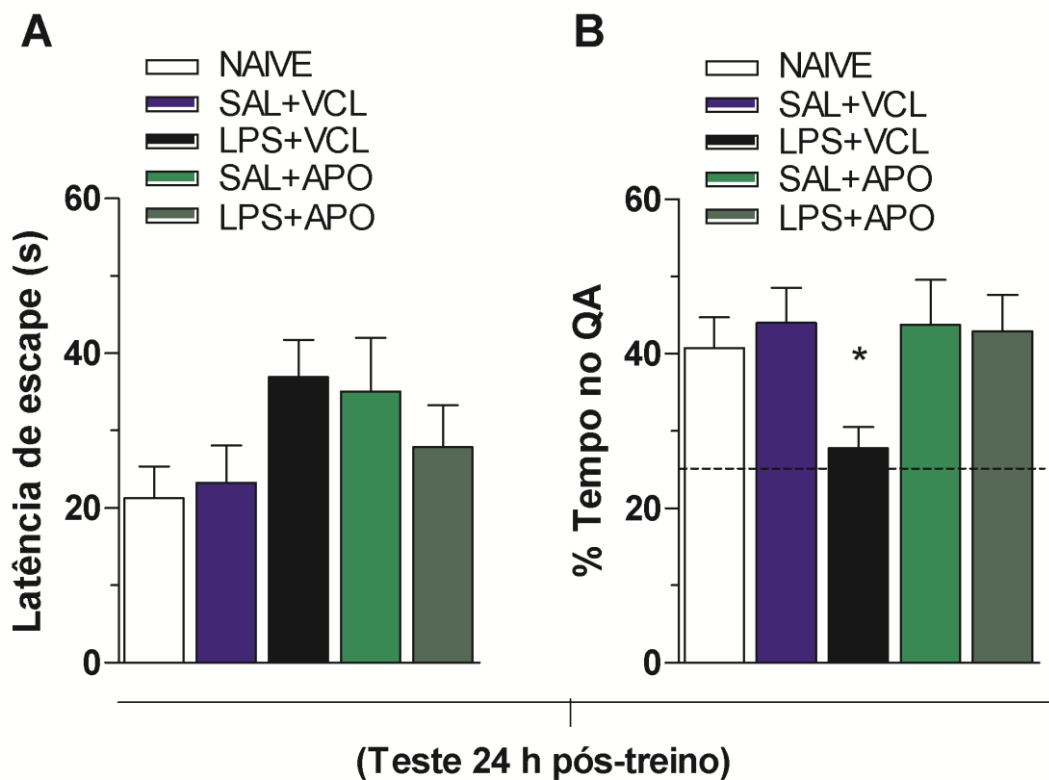 A
NAIVE
SAL+VCL
LPS+VCL
SAL+APO
LPS+APO
60
40
20
0
Latência de escape (s)
B
NAIVE
SAL+VCL
LPS+VCL
SAL+APO
LPS+APO
60
40
20
0
% Tempo no QA
*
(Teste 24 h pós-treino)